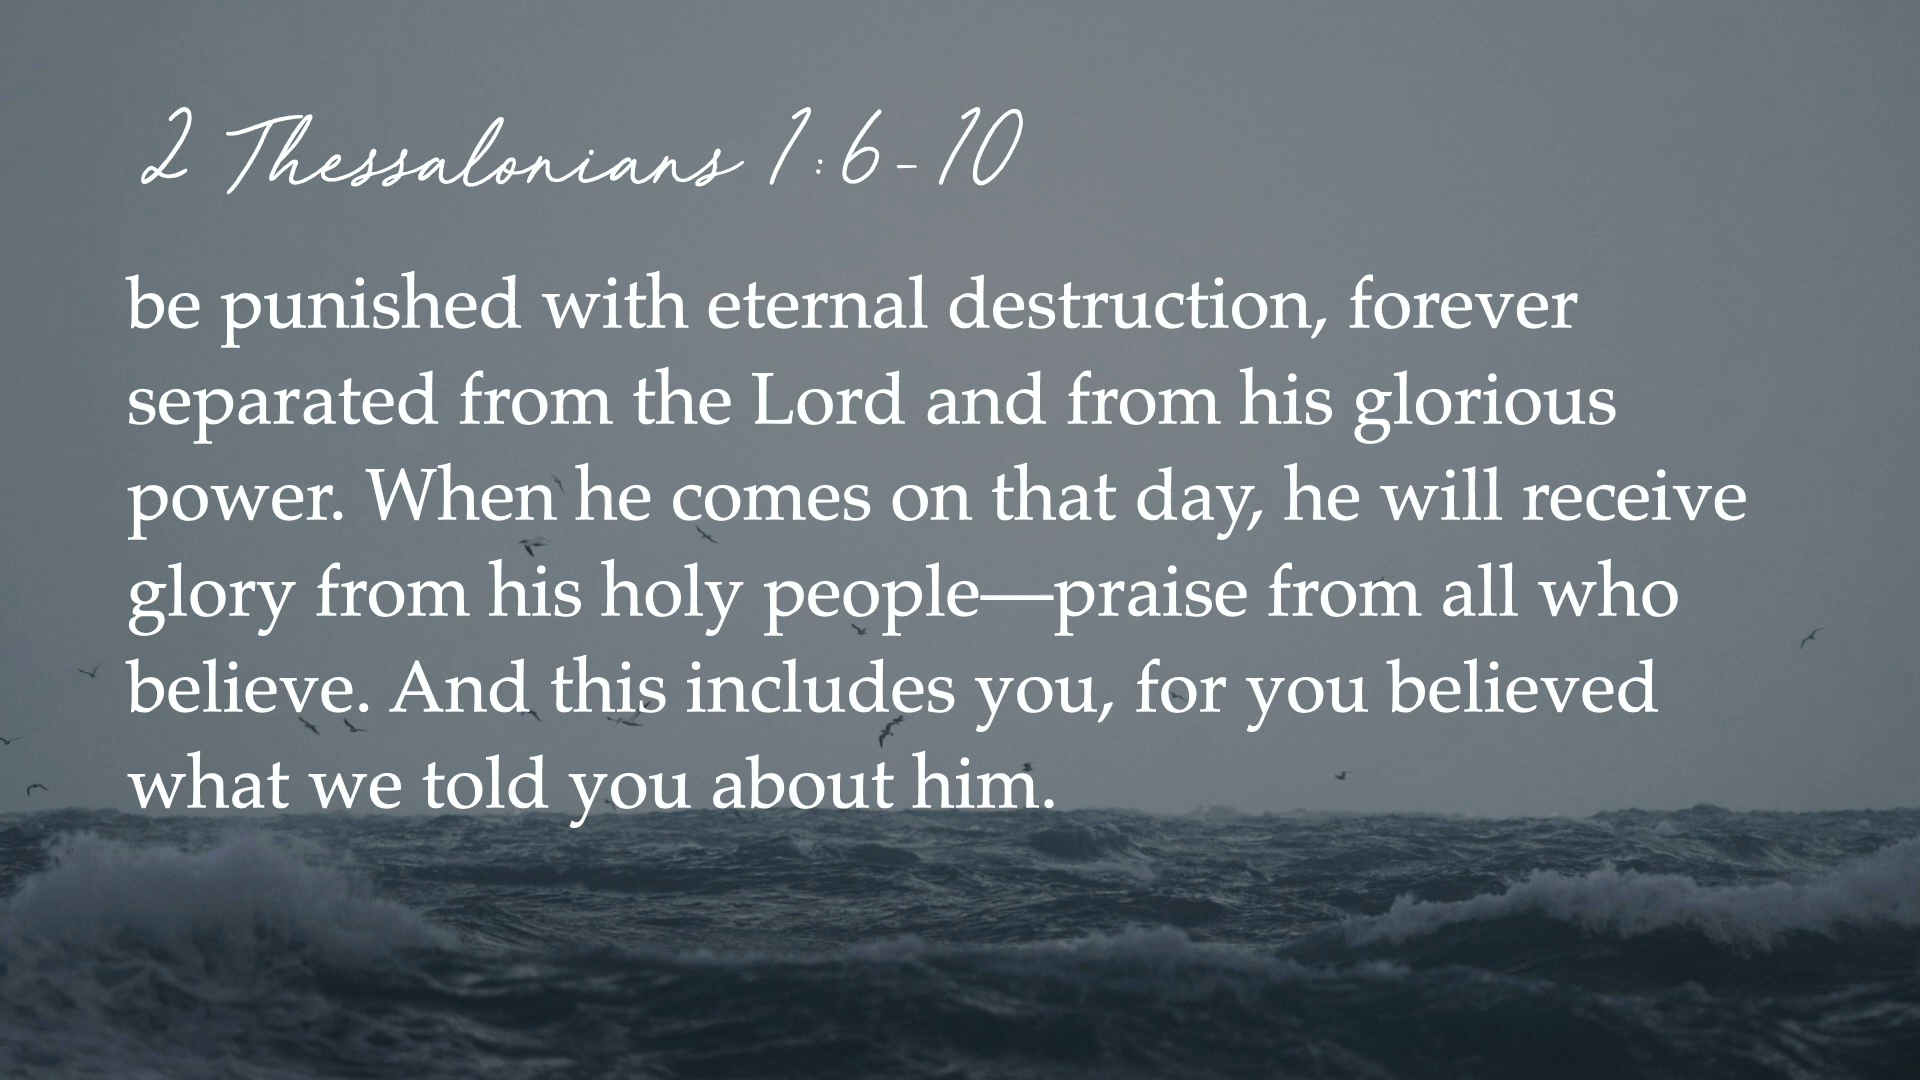 2 Thessalonians 1:6-10
be punished with eternal destruction, forever
separated from the Lord and from his glorious
power. When he comes on that day, he will receive
glory from his holy people—praise from all who
believe. And this includes you, for you believed
what we told you about him.